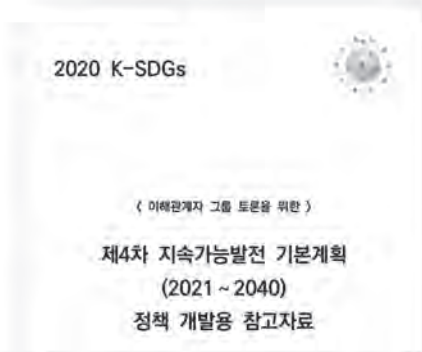 2020 K-SDGs
< 이해관계자 그룹 토론을 위한 >
제4차 지속가능발전 기본계획
(2021 ~ 2040)
정책 개발용 참고자료